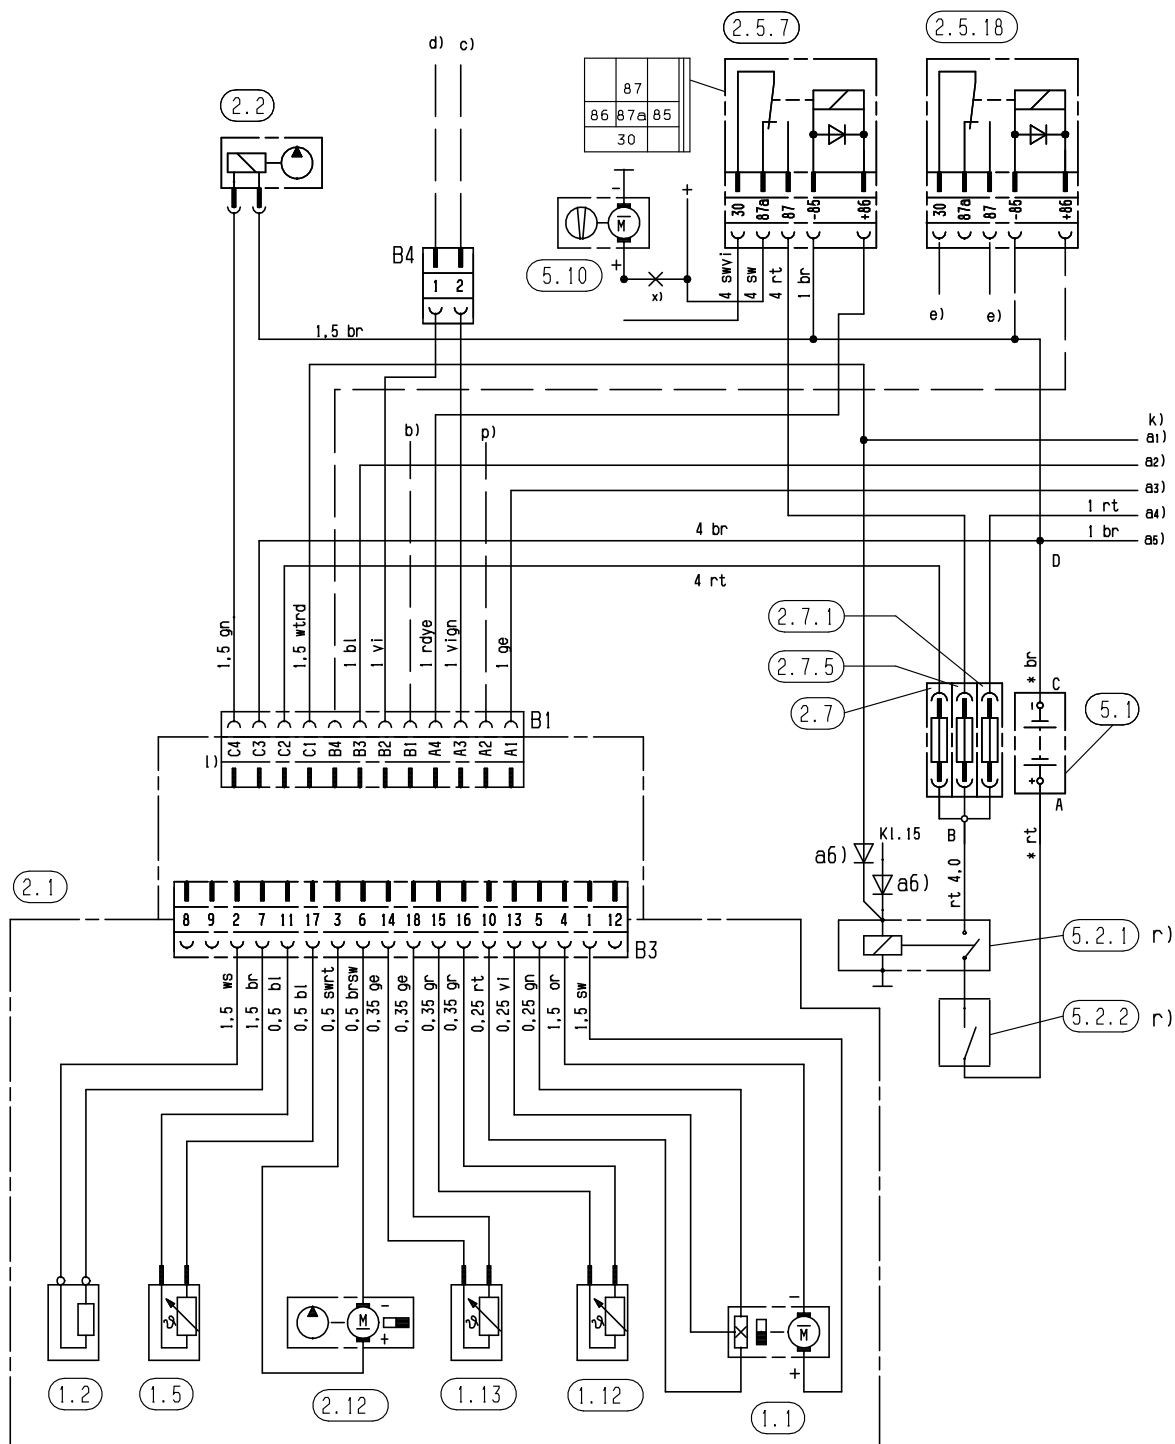 d) c)
2.5.7 2.5.18
87
86 87a 85
30
2.2
- +
M
+
x)
5.10
30 87a 87 -85 +86
30 87a 87 -85 +86
4 swvi 4 sw 4 rt 1 br
e) e)
B4
1 2
1,5 br
b) p)
k)
a1)
a2)
a3)
1 rt a4)
4 br 1 br a5)
D
4 rt
1,5 gn 1,5 wtrd 1 bl 1 vi 1 rdye 1 vign 1 ge
2.7.1
2.7.5
2.7
* br
C
5.1
-
+
A
B1
C4 C3 C2 C1 B4 B3 B2 B1 A4 A3 A2 A1
l)
B
Kl.15
a6)
a6)
rt 4,0
* rt
2.1
8 9 2 7 11 17 3 6 14 18 15 16 10 13 5 4 1 12
B3
5.2.1 r)
5.2.2 r)
1,5 ws 1,5 br 0,5 bl 0,5 bl 0,5 swrt 0,5 brsw 0,35 ge 0,35 ge 0,35 gr 0,35 gr 0,25 rt 0,25 vi 0,25 gn 1,5 or 1,5 sw
ϑ M - + ϑ ϑ - M +
1.2 1.5 2.12 1.13 1.12 1.1